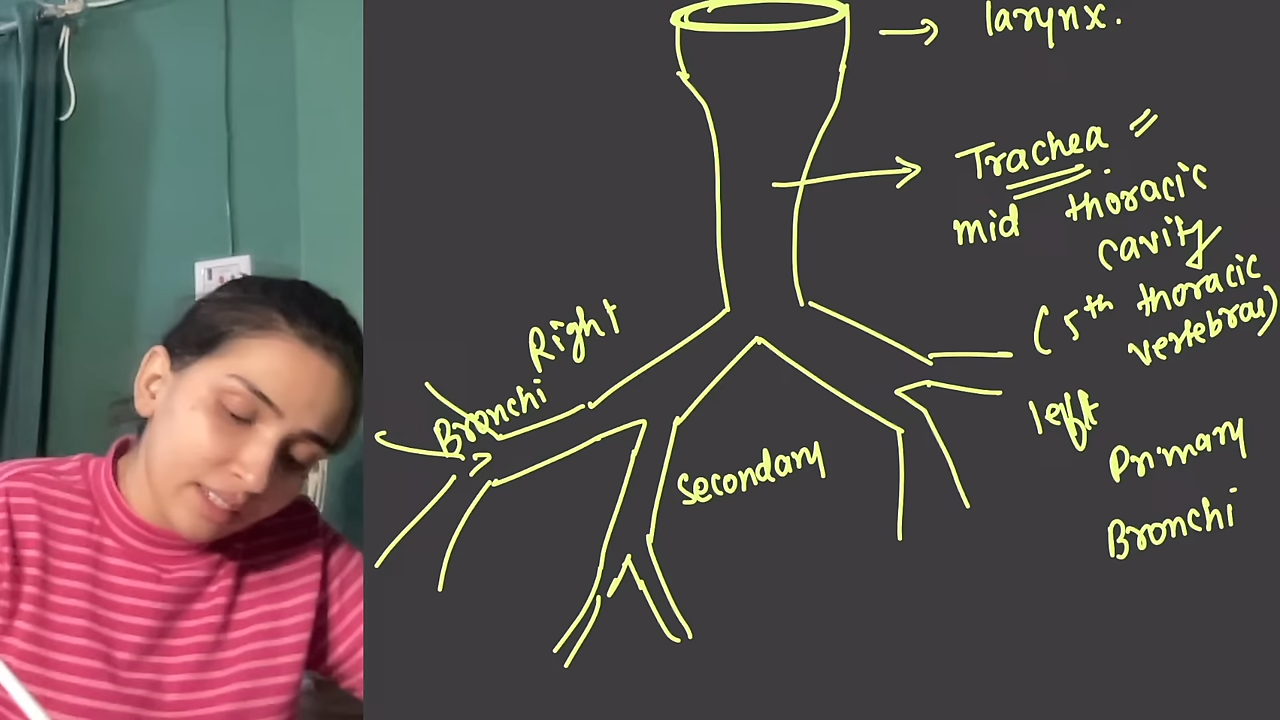 larynx.
Trachea =
mid thoracic
cavity
(5th thoracic
vertebrae)
Right
Bronchi
left
Primary
Bronchi
Secondary